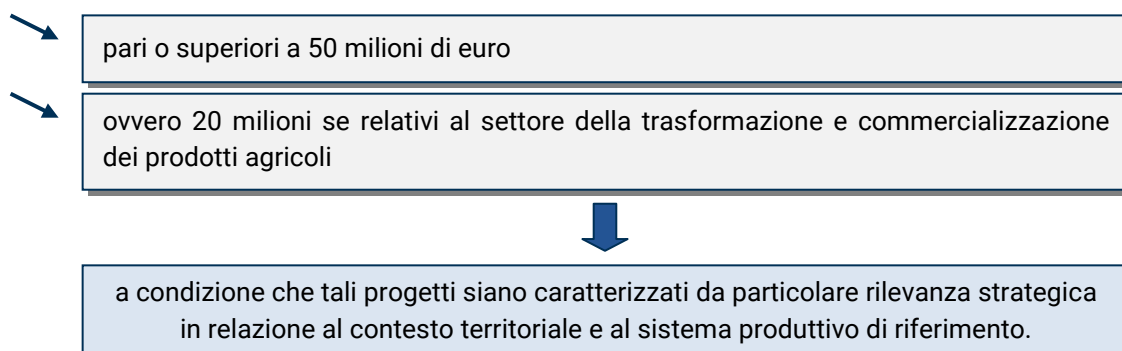 pari o superiori a 50 milioni di euro
ovvero 20 milioni se relativi al settore della trasformazione e commercializzazione
dei prodotti agricoli
a condizione che tali progetti siano caratterizzati da particolare rilevanza strategica
in relazione al contesto territoriale e al sistema produttivo di riferimento.